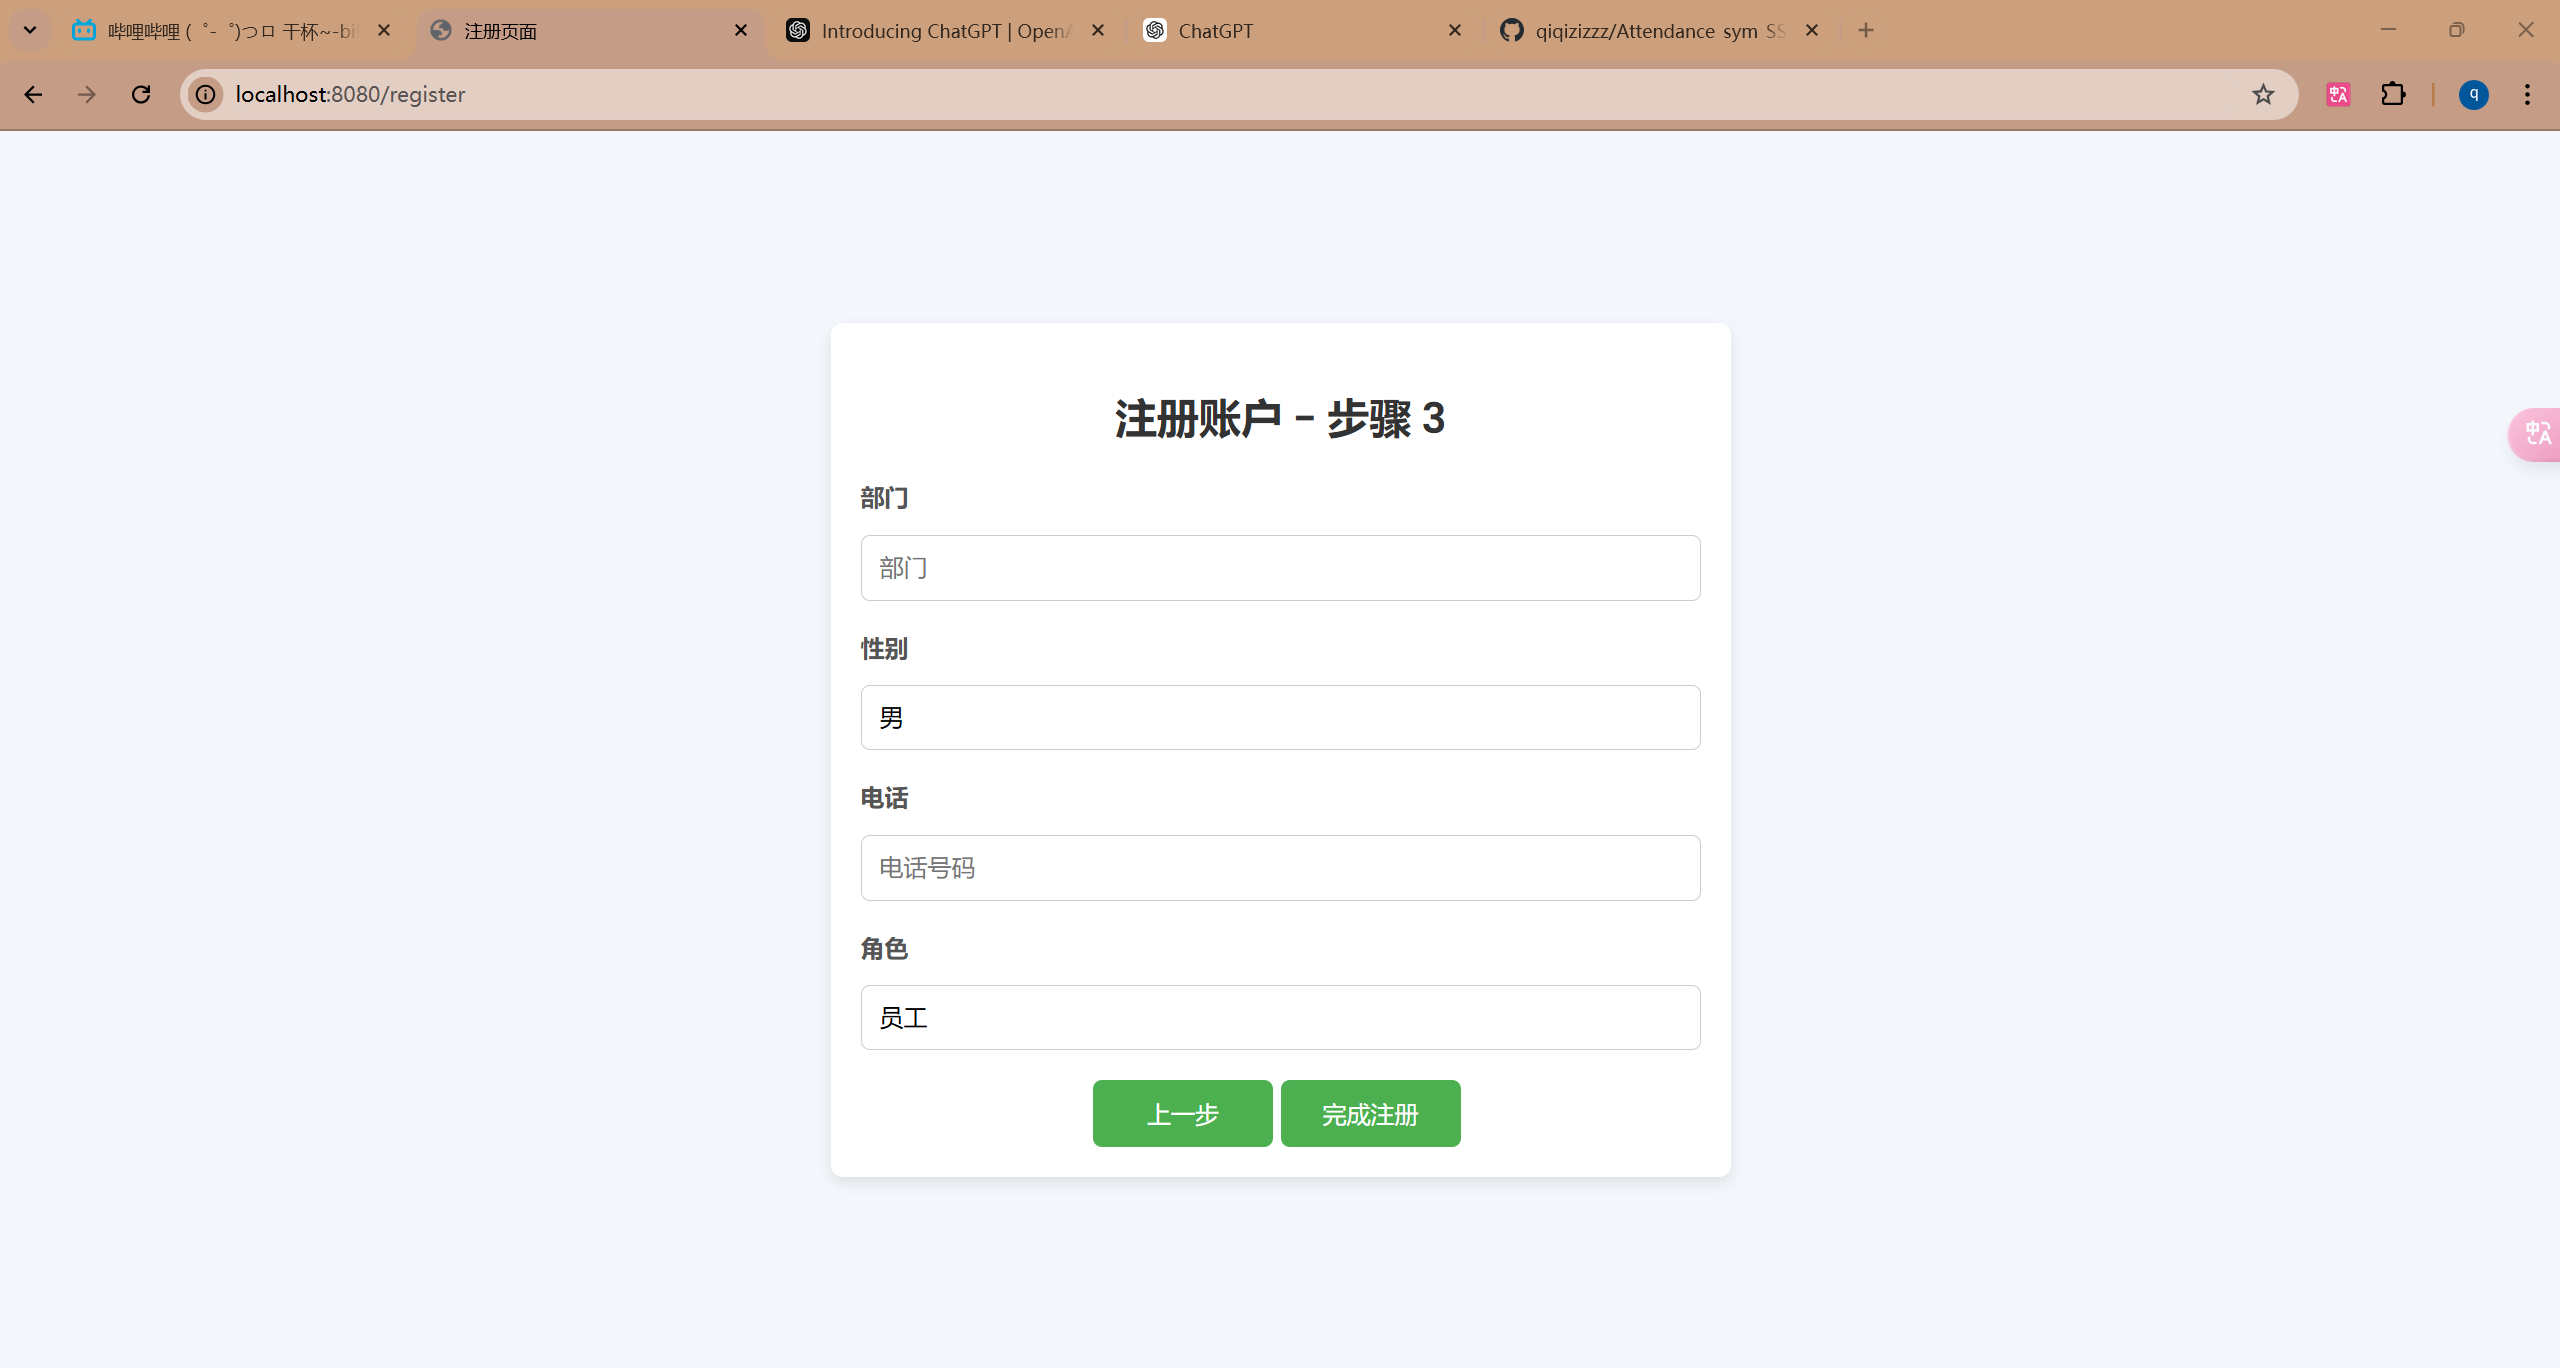 哔哩哔哩 (゜-゜)つロ 干杯~-bi
注册页面
Introducing ChatGPT | Open
ChatGPT
qiqizizzz/Attendance sym SS
localhost:8080/register
q
注册账户 - 步骤 3
部门
部门
性别
男
电话
电话号码
角色
员工
上一步 完成注册
中A